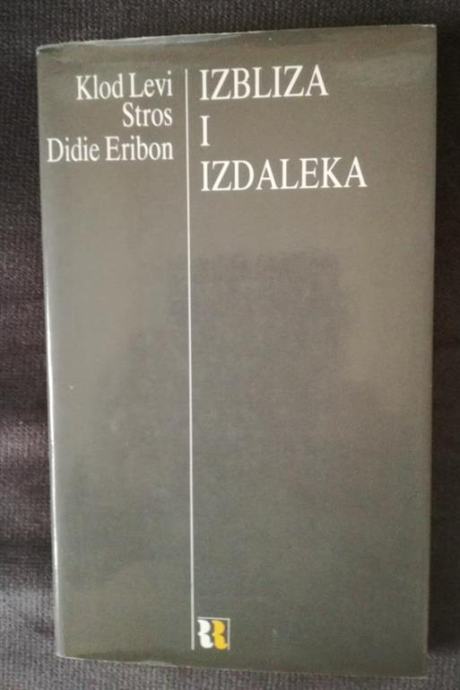 Klod Levi
Stros
Didie Eribon
IZBLIZA
I
IZDALEKA